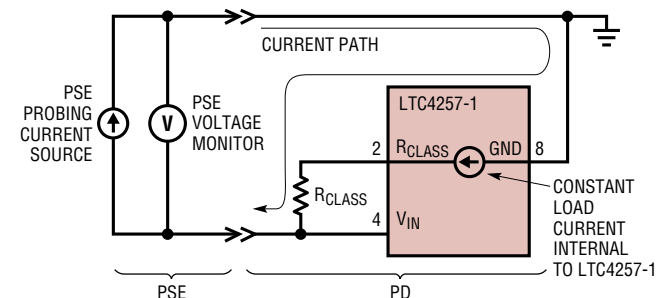 CURRENT PATH
PSE
PROBING
CURRENT
SOURCE
V
PSE
VOLTAGE
MONITOR
LTC4257-1
2
RCLASS
GND
8
RCLASS
4
VIN
CONSTANT
LOAD
CURRENT
INTERNAL
TO LTC4257-1
PSE
PD